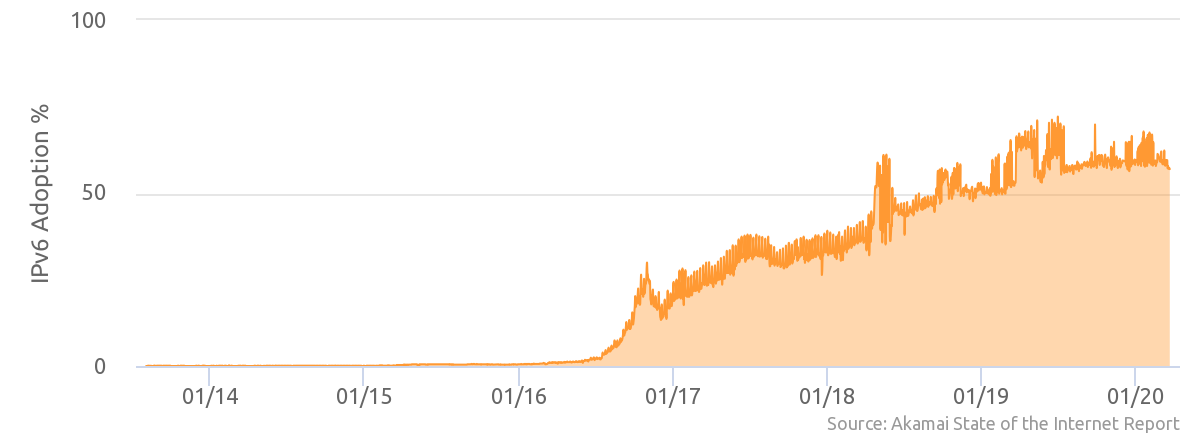 100
IPv6 Adoption %
50
0
01/14 01/15 01/16 01/17 01/18 01/19 01/20
Source: Akamai State of the Internet Report